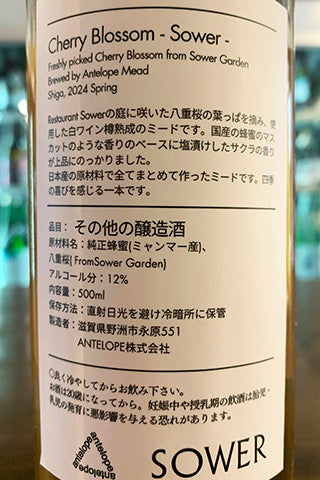 Cherry Blossom - Sower -
Freshly picked Cherry Blossom from Sower Garden
Brewed by Antelope Mead
Shiga, 2024 Spring
Restaurant Sowerの庭に咲いた八重桜の葉っぱを摘み、使
用した白ワイン樽熟成のミードです。国産の蜂蜜のマス
カットのような香りのベースに塩漬けしたサクラの香り
が上品にのっかりました。
日本産の原材料で全てまとめて作ったミードです。四季
の喜びを感じる一本です。
品目：その他の醸造酒
原材料名：純正蜂蜜(ミャンマー産)、
八重桜( FromSower Garden)
アルコール分：12%
内容量：500ml
保存方法：直射日光を避け冷暗所に保管
製造者：滋賀県野洲市永原551
ANTELOPE株式会社
〇良く冷やしてからお飲み下さい。
お酒は20歳になってから。妊娠中や授乳期の飲酒は胎児・
乳児の発育に悪影響を与える恐れがあります。
antelope
antelope
antelope
SOWER